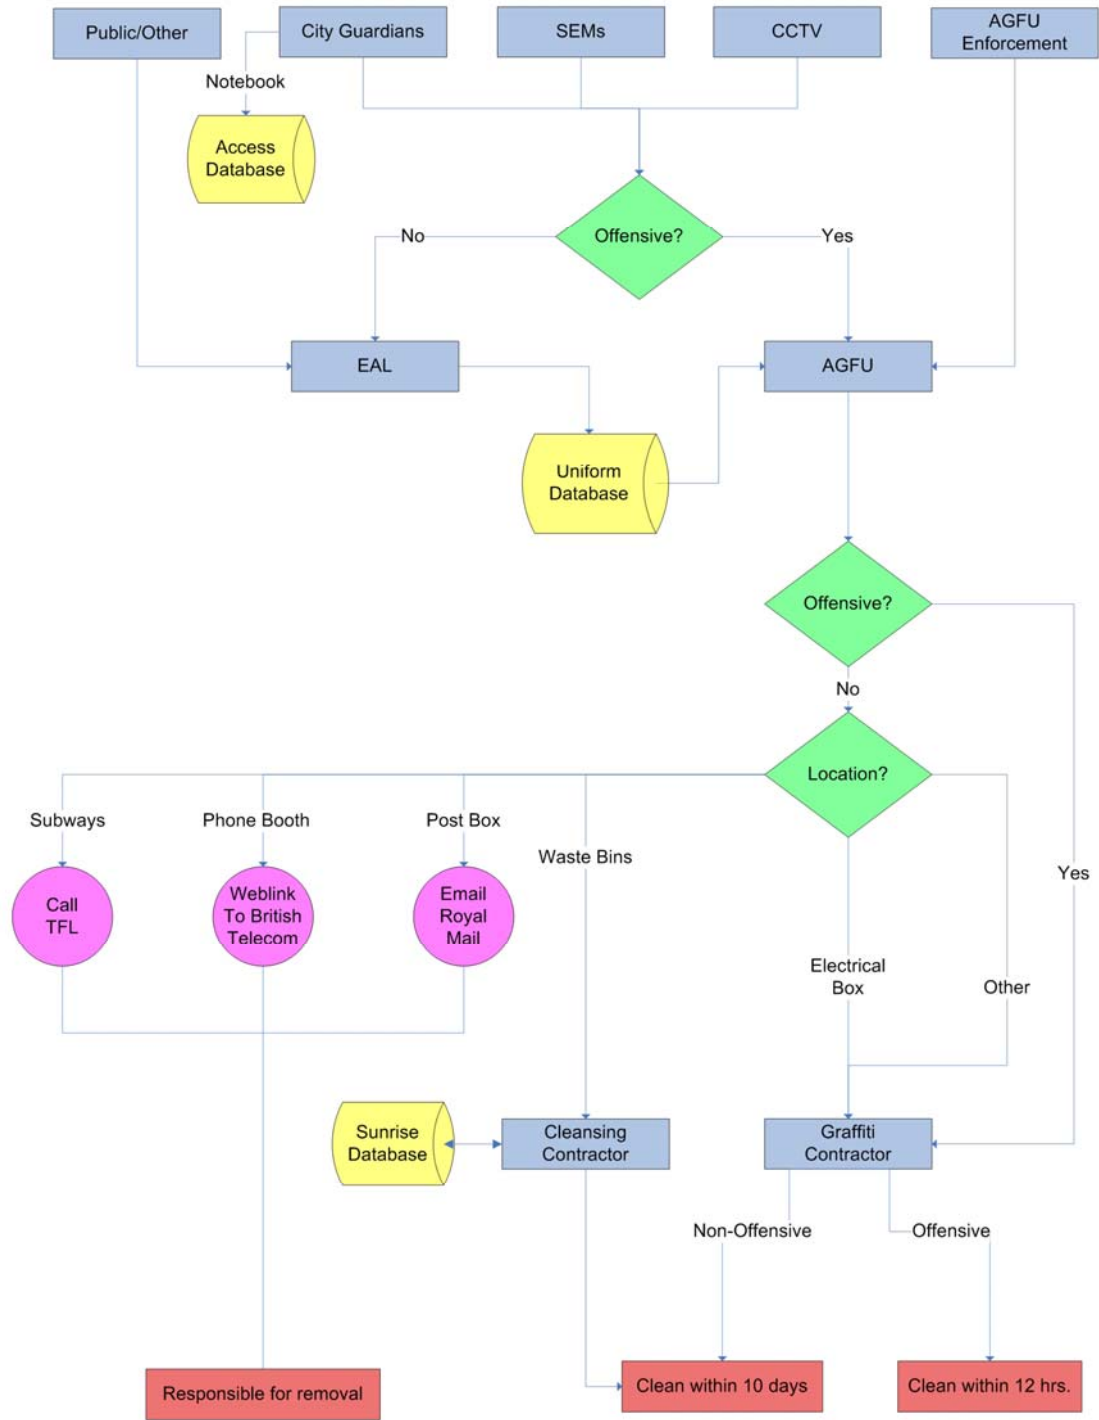 Public/Other
City Guardians
SEMs
CCTV
AGFU
Enforcement
Notebook
Access
Database
Offensive?
No
Yes
EAL
AGFU
Uniform
Database
Offensive?
No
Location?
Subways
Phone Booth
Post Box
Waste Bins
Yes
Call
TFL
Weblink
To British
Telecom
Email
Royal
Mail
Electrical
Box
Other
Sunrise
Database
Cleansing
Contractor
Graffiti
Contractor
Non-Offensive
Offensive
Responsible for removal
Clean within 10 days
Clean within 12 hrs.